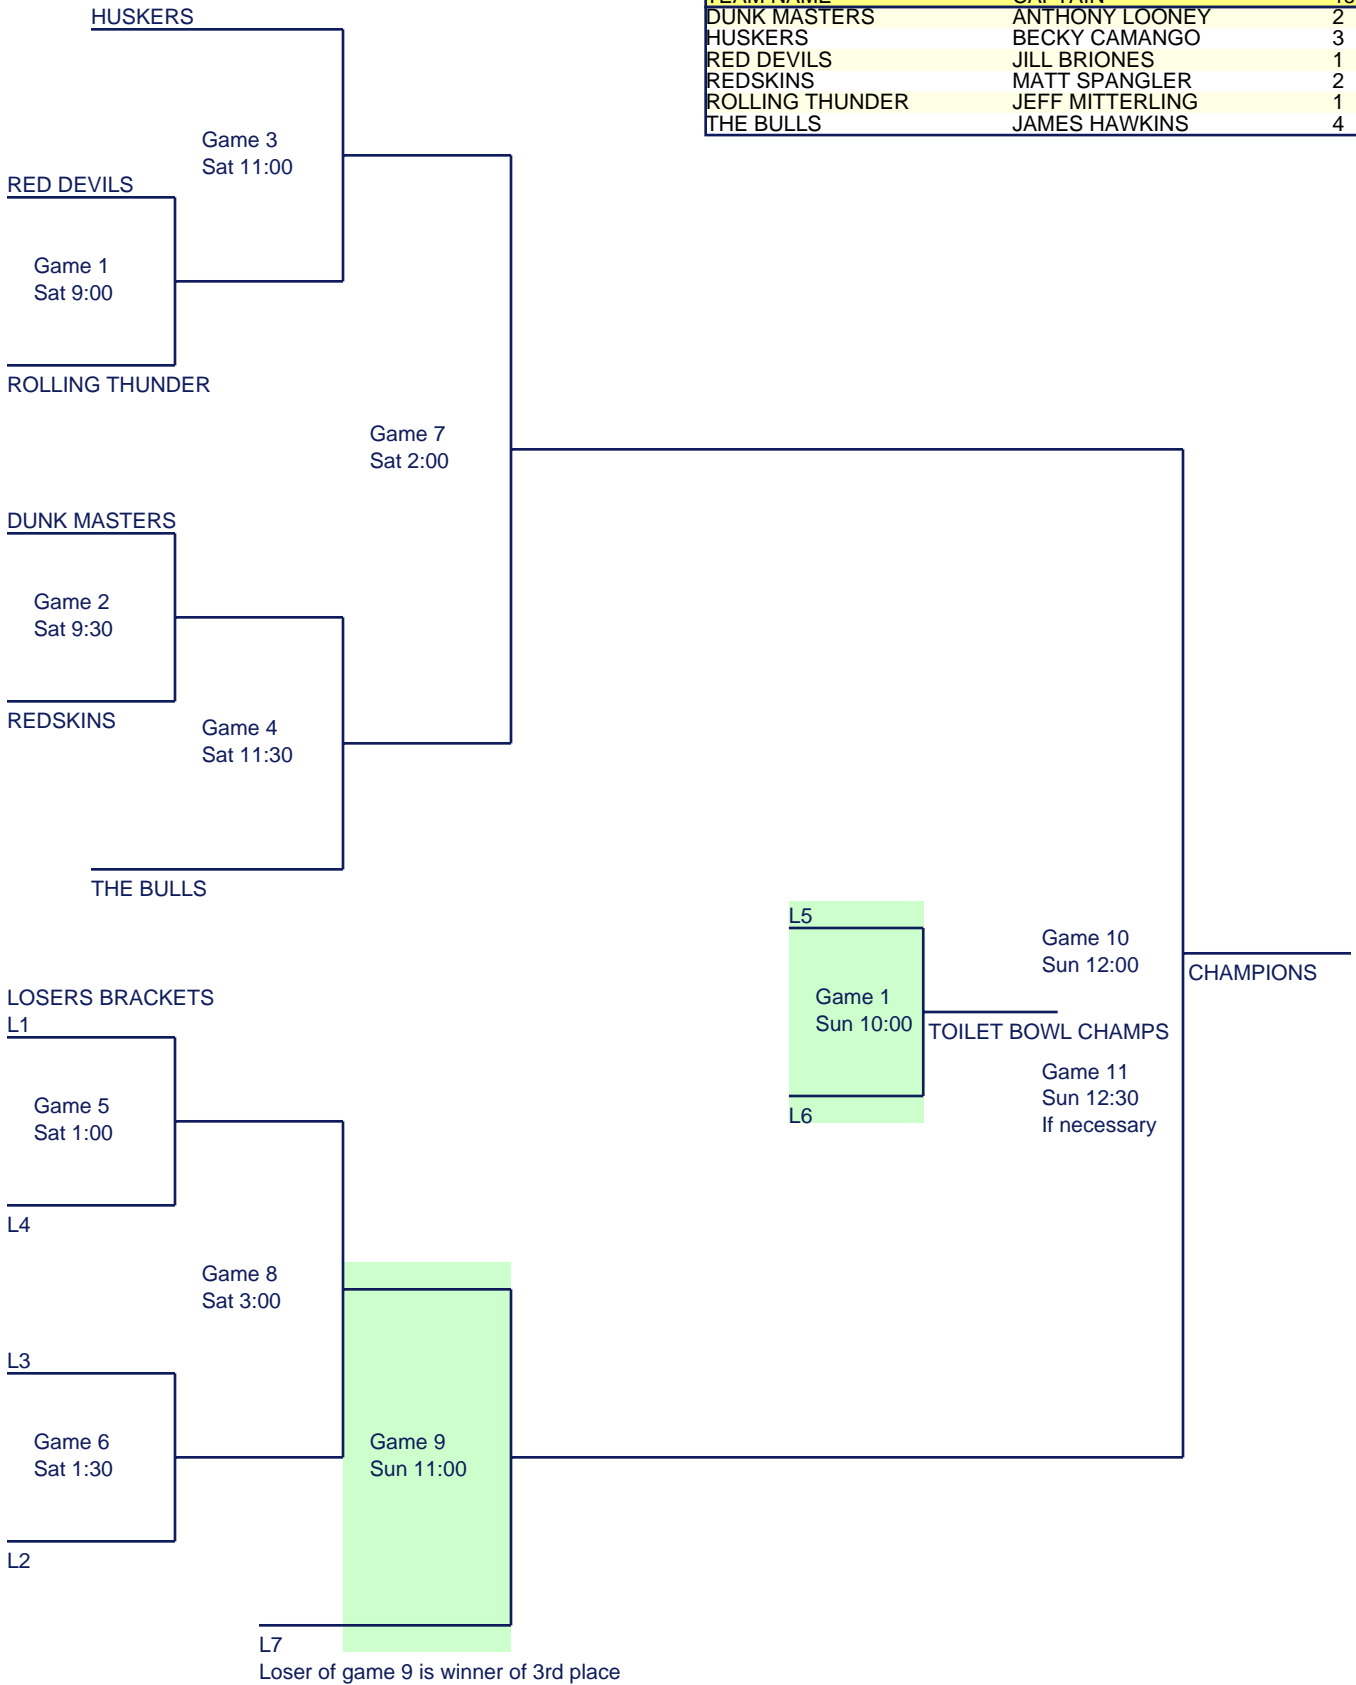 HUSKERS
TEAM NAME CAPTAIN
DUNK MASTERS ANTHONY LOONEY 2
HUSKERS BECKY CAMANGO 3
RED DEVILS JILL BRIONES 1
REDSKINS MATT SPANGLER 2
ROLLING THUNDER JEFF MITTERLING 1
THE BULLS JAMES HAWKINS 4
Game 3
Sat 11:00
RED DEVILS
Game 1
Sat 9:00
ROLLING THUNDER
Game 7
Sat 2:00
DUNK MASTERS
Game 2
Sat 9:30
REDSKINS
Game 4
Sat 11:30
THE BULLS
L5
Game 10
Sun 12:00
CHAMPIONS
Game 1
Sun 10:00
TOILET BOWL CHAMPS
Game 11
Sun 12:30
If necessary
L6
LOSERS BRACKETS
L1
Game 5
Sat 1:00
L4
Game 8
Sat 3:00
L3
Game 6
Sat 1:30
Game 9
Sun 11:00
L2
L7
Loser of game 9 is winner of 3rd place